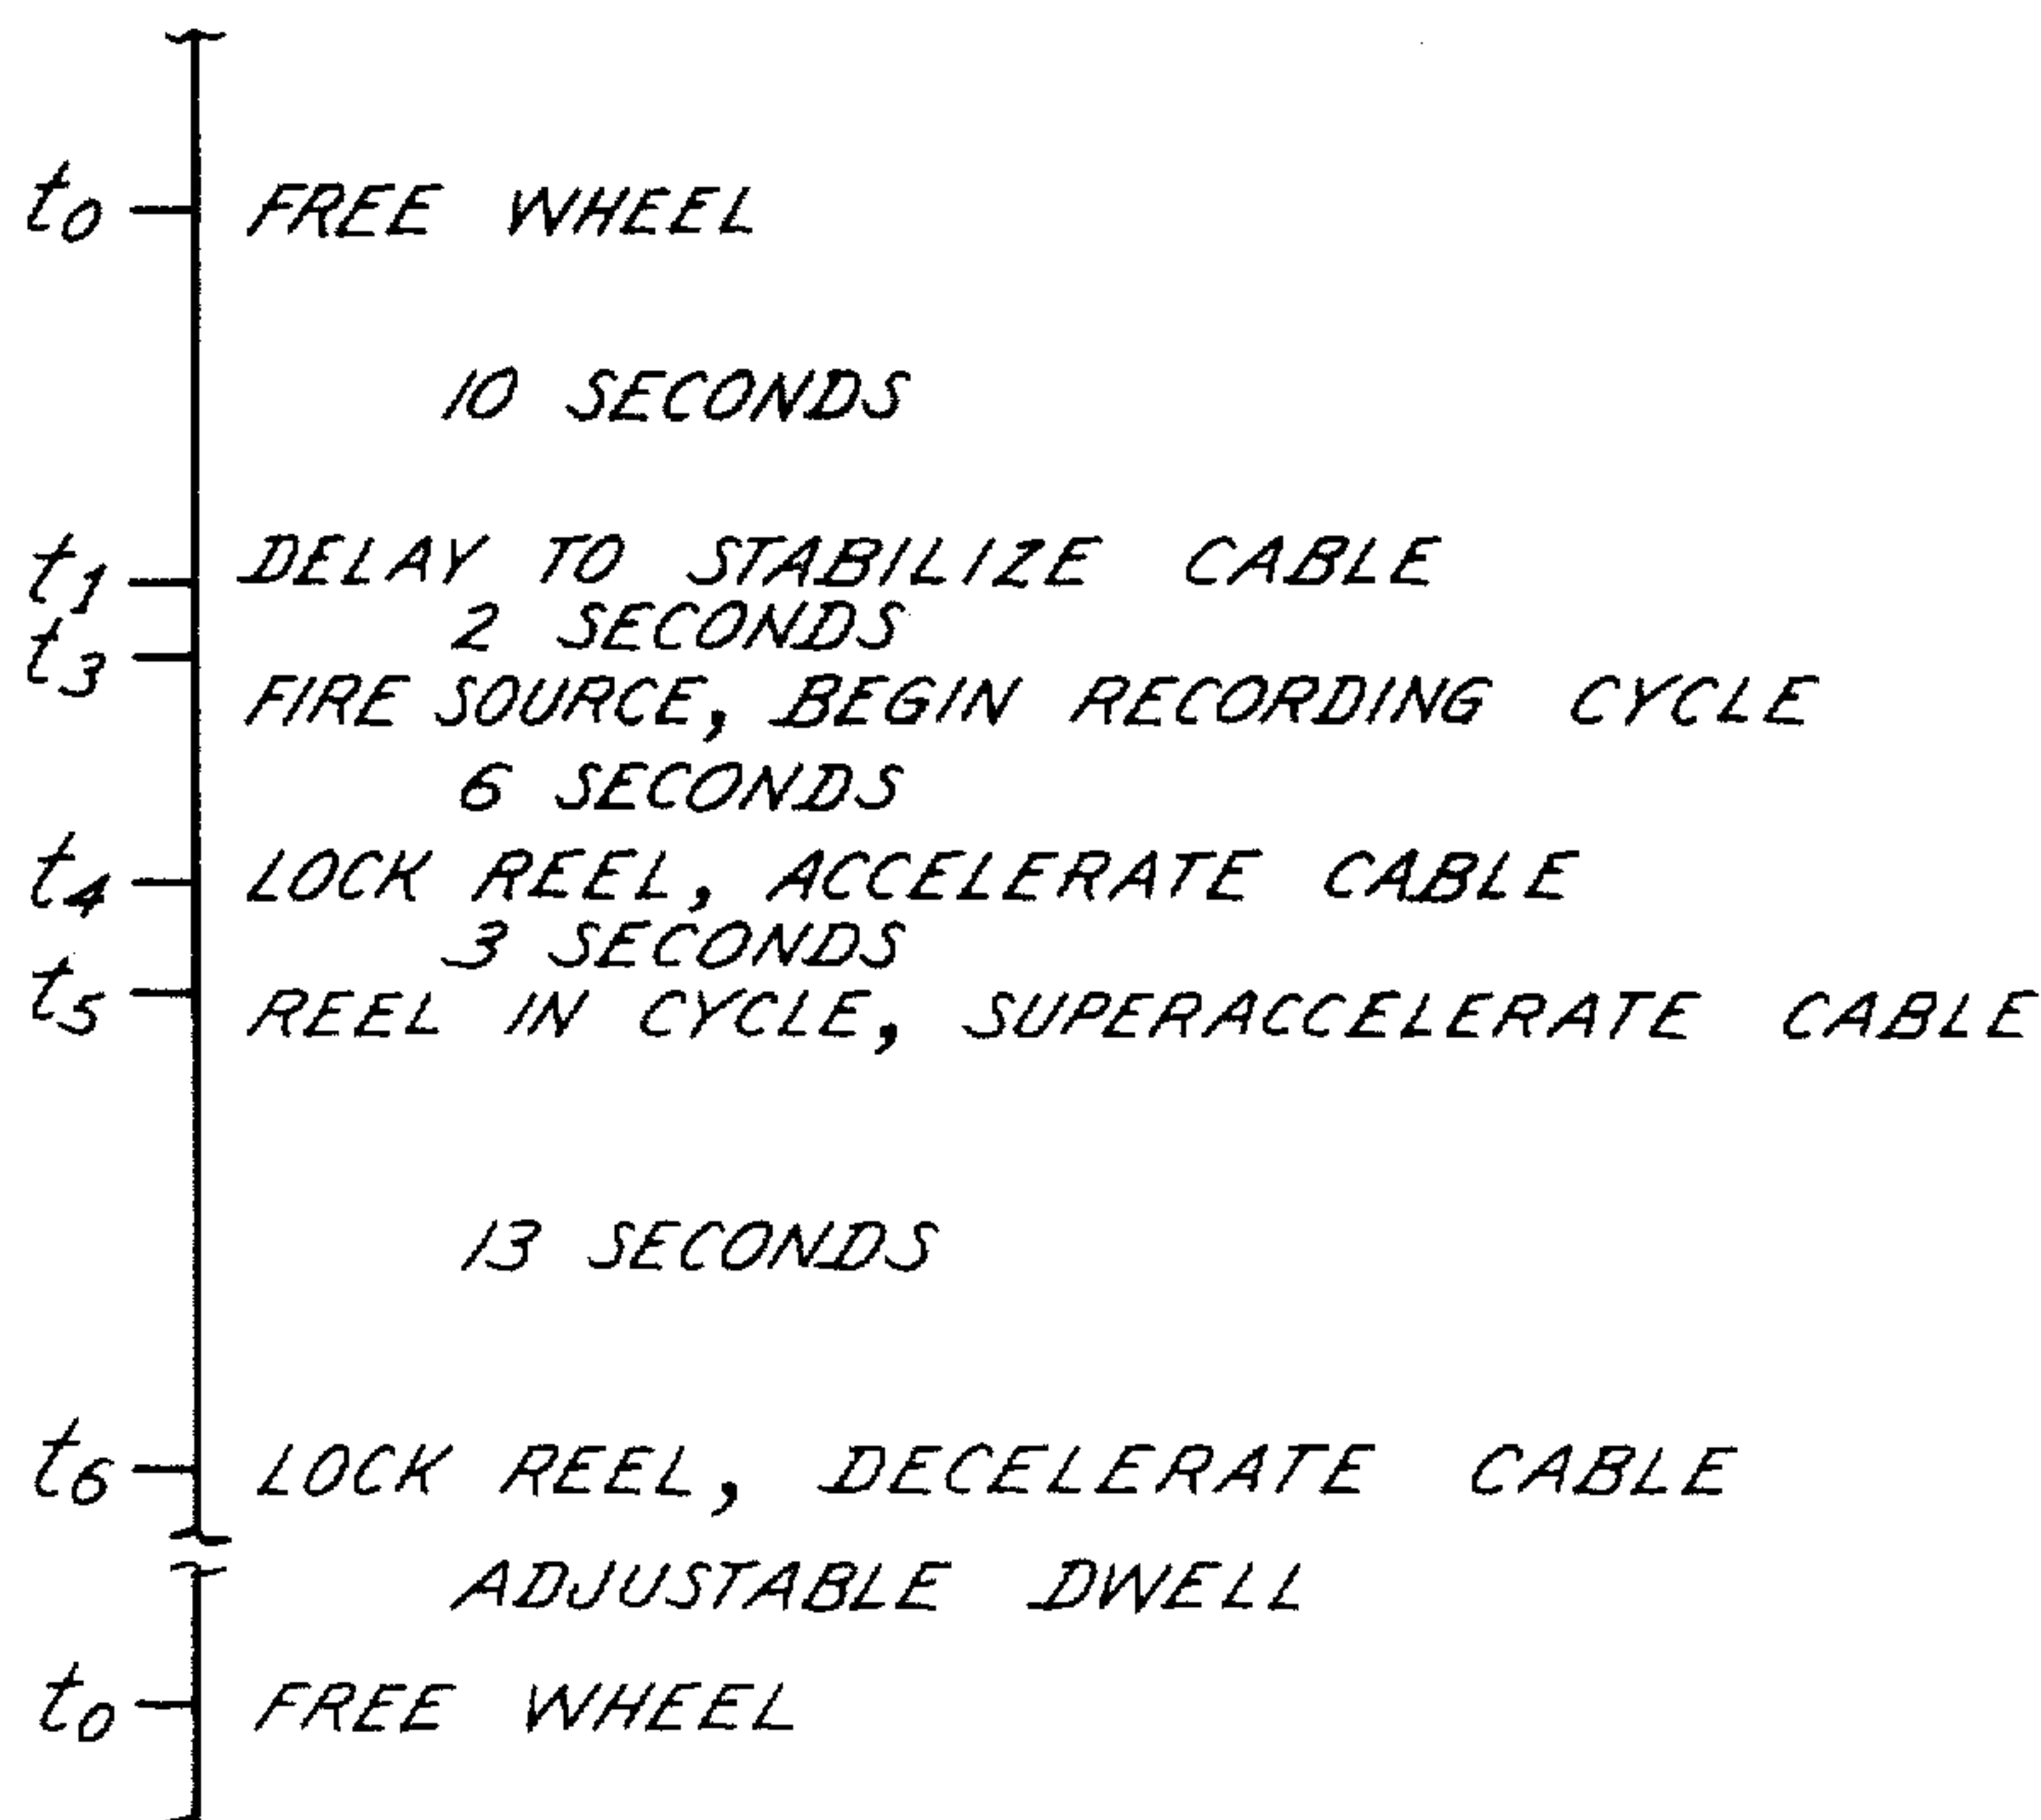 t0 FREE WHEEL
10 SECONDS
t1 DELAY TO STABILIZE CABLE
2 SECONDS
t3
FIRE SOURCE, BEGIN RECORDING CYCLE
6 SECONDS
t4 LOCK REEL, ACCELERATE CABLE
3 SECONDS
t5 REEL IN CYCLE, SUPERACCELERATE CABLE
13 SECONDS
t6 LOCK REEL, DECELERATE CABLE
ADJUSTABLE DWELL
t0 FREE WHEEL